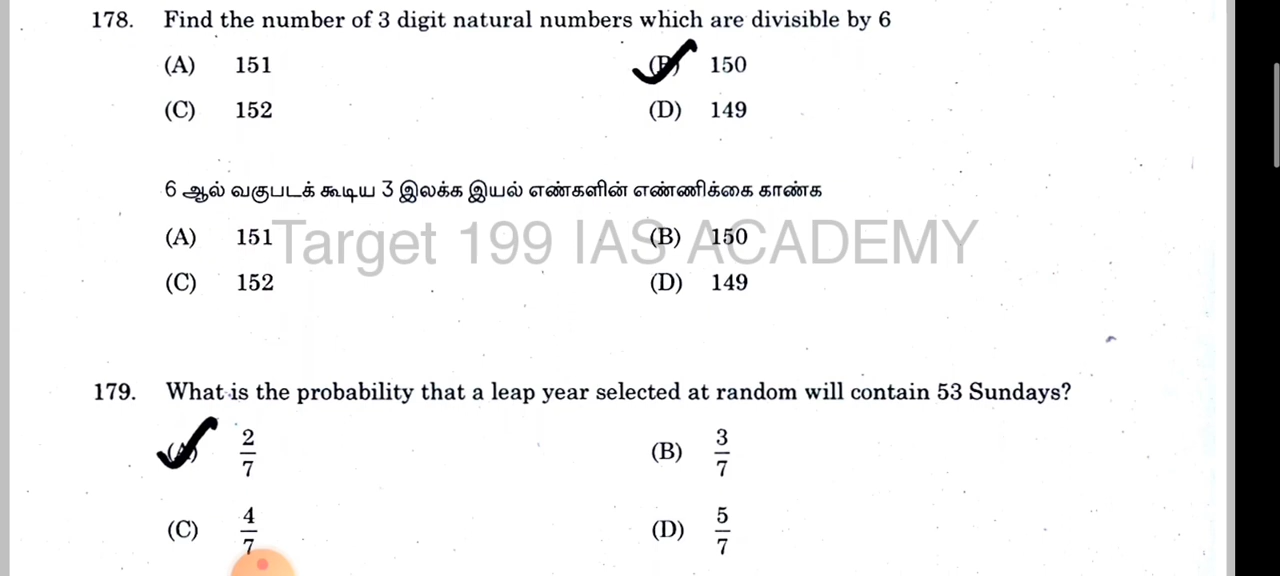 178. Find the number of 3 digit natural numbers which are divisible by 6
(A) 151 (B) 150
(C) 152 (D) 149
6 ஆல் வகுபடக் கூடிய 3 இலக்க இயல் எண்களின் எண்ணிக்கை காண்க
(A) 151 (B) 150
Target 199 IAS ACADEMY
(C) 152 (D) 149
179. What is the probability that a leap year selected at random will contain 53 Sundays?
(A) 2/7 (B) 3/7
(C) 4/7 (D) 5/7